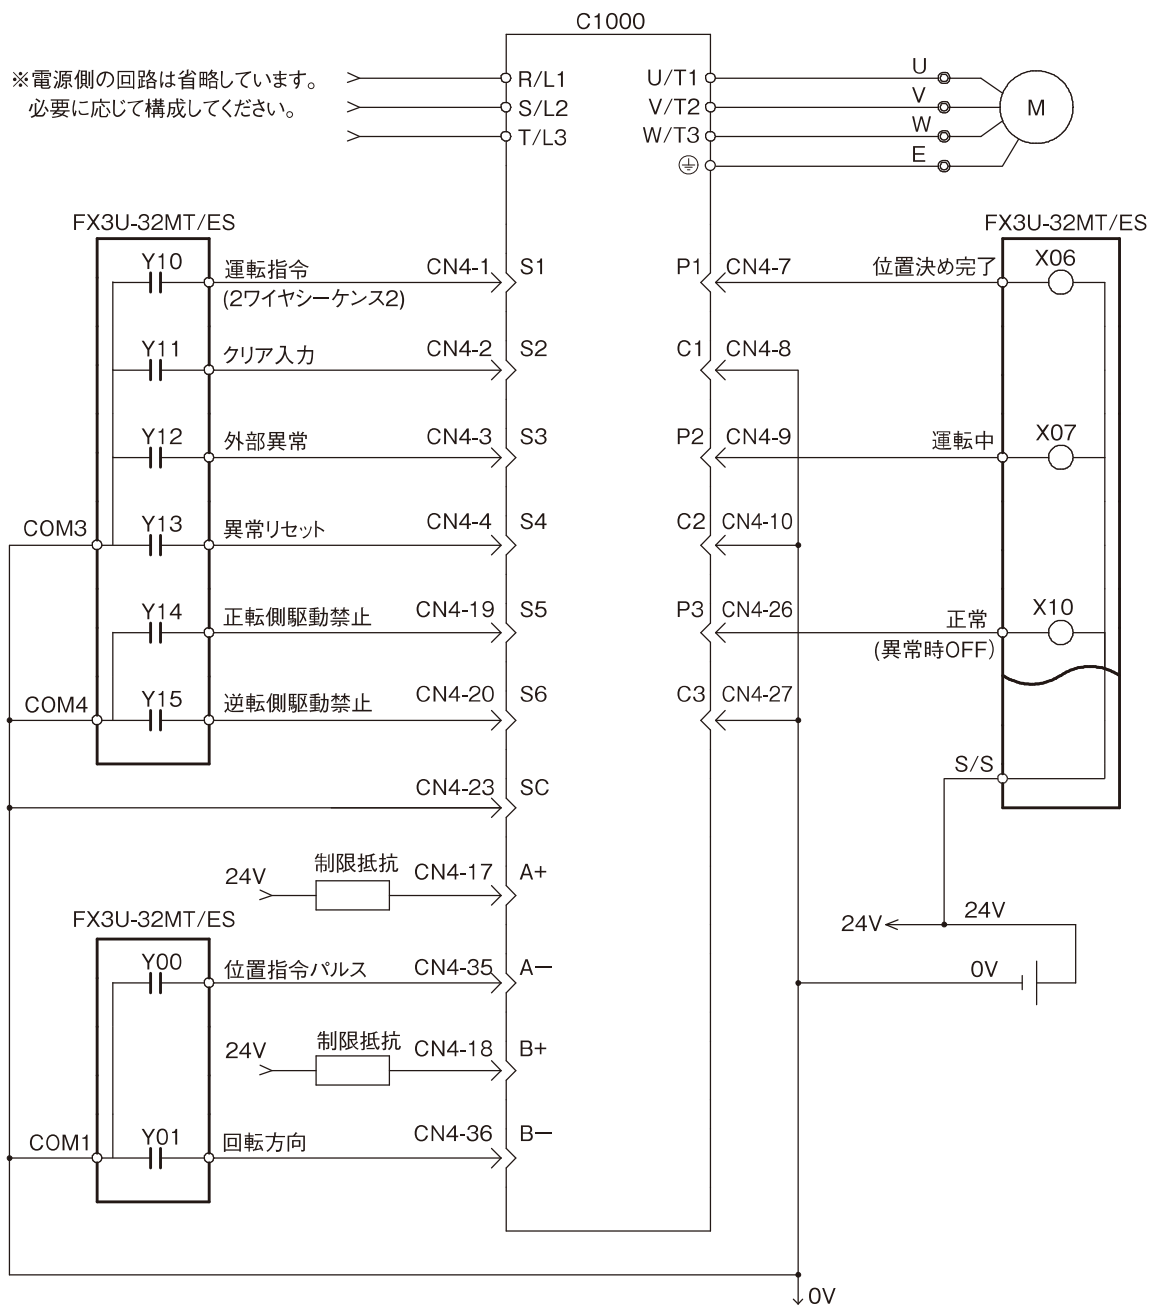 C1000
※電源側の回路は省略しています。
必要に応じて構成してください。
R/L1
S/L2
T/L3
U/T1
V/T2
W/T3
U
V
W
E
M
FX3U-32MT/ES
Y10
運転指令
(2ワイヤシーケンス2)
CN4-1
S1
Y11
クリア入力
CN4-2
S2
Y12
外部異常
CN4-3
S3
COM3
Y13
異常リセット
CN4-4
S4
Y14
正転側駆動禁止
CN4-19
S5
COM4
Y15
逆転側駆動禁止
CN4-20
S6
CN4-23
SC
24V
制限抵抗
CN4-17
A+
FX3U-32MT/ES
Y00
位置指令パルス
CN4-35
A−
24V
制限抵抗
CN4-18
B+
COM1
Y01
回転方向
CN4-36
B−
FX3U-32MT/ES
P1
CN4-7
位置決め完了
X06
C1
CN4-8
P2
CN4-9
運転中
X07
C2
CN4-10
P3
CN4-26
正常
(異常時OFF)
X10
C3
CN4-27
S/S
24V
24V
0V
0V